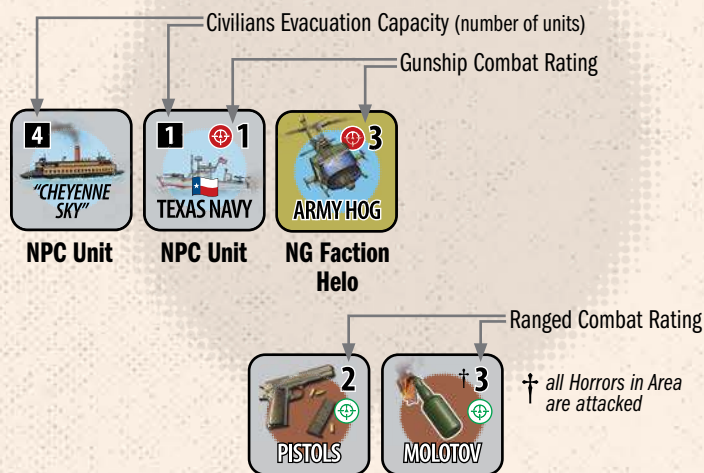 Civilians Evacuation Capacity (number of units)
Gunship Combat Rating
4
"CHEYENNE
SKY"
1
1
TEXAS NAVY
3
ARMY HOG
NPC Unit
NPC Unit
NG Faction
Helo
Ranged Combat Rating
2
PISTOLS
† 3
MOLOTOV
† all Horrors in Area
are attacked